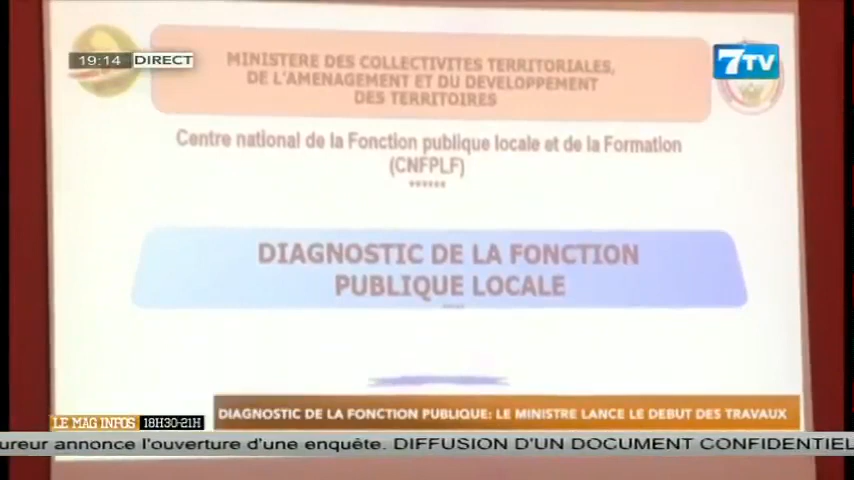 19:14 DIRECT
7TV
MINISTERE DES COLLECTIVITES TERRITORIALES,
DE L'AMENAGEMENT ET DU DEVELOPPEMENT
DES TERRITOIRES
Centre national de la Fonction publique locale et de la Formation
(CNFPLF)
******
DIAGNOSTIC DE LA FONCTION
PUBLIQUE LOCALE
LE MAG INFOS 18H30-21H
DIAGNOSTIC DE LA FONCTION PUBLIQUE: LE MINISTRE LANCE LE DEBUT DES TRAVAUX
ureur annonce l'ouverture d'une enquête. DIFFUSION D'UN DOCUMENT CONFIDENTIEL